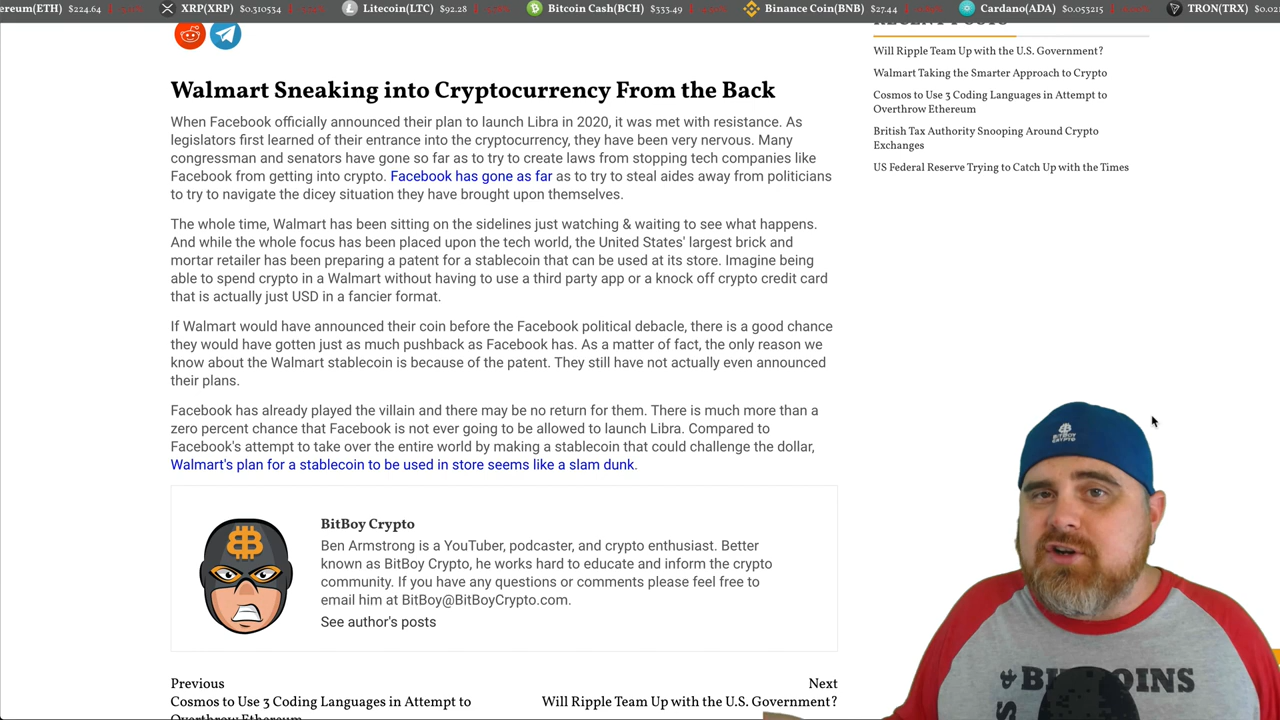 ereum(ETH) $224.64 XRP(XRP) $0.310534 Litecoin(LTC) $92.28 Bitcoin Cash(BCH) $333.49 Binance Coin(BNB) $27.44 Cardano(ADA) $0.053215 TRON(TRX) $0.02
RECENT POSTS
Will Ripple Team Up with the U.S. Government?
Walmart Taking the Smarter Approach to Crypto
Cosmos to Use 3 Coding Languages in Attempt to
Overthrow Ethereum
British Tax Authority Snooping Around Crypto
Exchanges
US Federal Reserve Trying to Catch Up with the Times
Walmart Sneaking into Cryptocurrency From the Back
When Facebook officially announced their plan to launch Libra in 2020, it was met with resistance. As
legislators first learned of their entrance into the cryptocurrency, they have been very nervous. Many
congressman and senators have gone so far as to try to create laws from stopping tech companies like
Facebook from getting into crypto. Facebook has gone as far as to try to steal aides away from politicians
to try to navigate the dicey situation they have brought upon themselves.
The whole time, Walmart has been sitting on the sidelines just watching & waiting to see what happens.
And while the whole focus has been placed upon the tech world, the United States' largest brick and
mortar retailer has been preparing a patent for a stablecoin that can be used at its store. Imagine being
able to spend crypto in a Walmart without having to use a third party app or a knock off crypto credit card
that is actually just USD in a fancier format.
If Walmart would have announced their coin before the Facebook political debacle, there is a good chance
they would have gotten just as much pushback as Facebook has. As a matter of fact, the only reason we
know about the Walmart stablecoin is because of the patent. They still have not actually even announced
their plans.
Facebook has already played the villain and there may be no return for them. There is much more than a
zero percent chance that Facebook is not ever going to be allowed to launch Libra. Compared to
Facebook's attempt to take over the entire world by making a stablecoin that could challenge the dollar,
Walmart's plan for a stablecoin to be used in store seems like a slam dunk.
BitBoy Crypto
Ben Armstrong is a YouTuber, podcaster, and crypto enthusiast. Better
known as BitBoy Crypto, he works hard to educate and inform the crypto
community. If you have any questions or comments please feel free to
email him at BitBoy@BitBoyCrypto.com.
See author's posts
Previous
Cosmos to Use 3 Coding Languages in Attempt to
Overthrow Ethereum
Next
Will Ripple Team Up with the U.S. Government?
BITBOY
CRYPTO